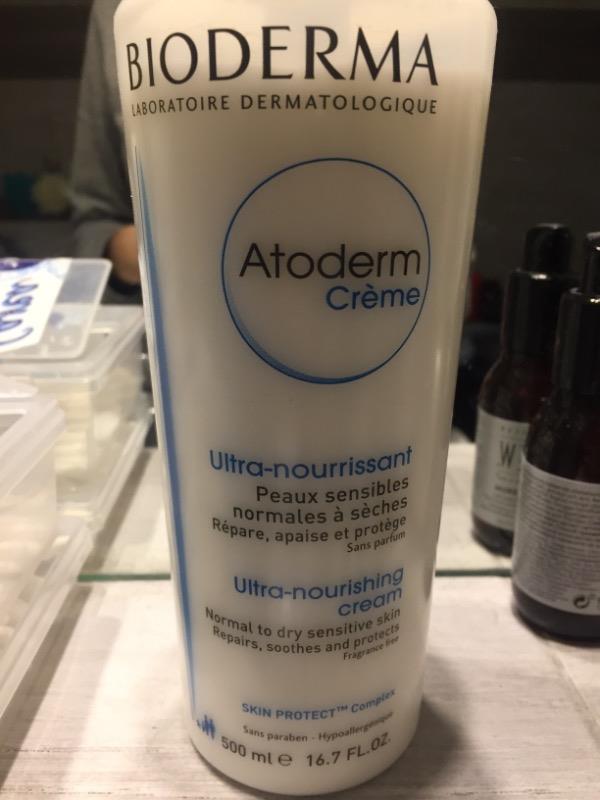 BIODERMA
LABORATOIRE DERMATOLOGIQUE
Atoderm
Crème
Ultra-nourrissant
Peaux sensibles
normales à sèches
Répare, apaise et protège
Sans parfum
Ultra-nourishing
cream
Normal to dry sensitive skin
Repairs, soothes and protects
Fragrance free
SKIN PROTECT™ Complex
Sans paraben - Hypoallergénique
500 ml e 16.7 FL.OZ.
W